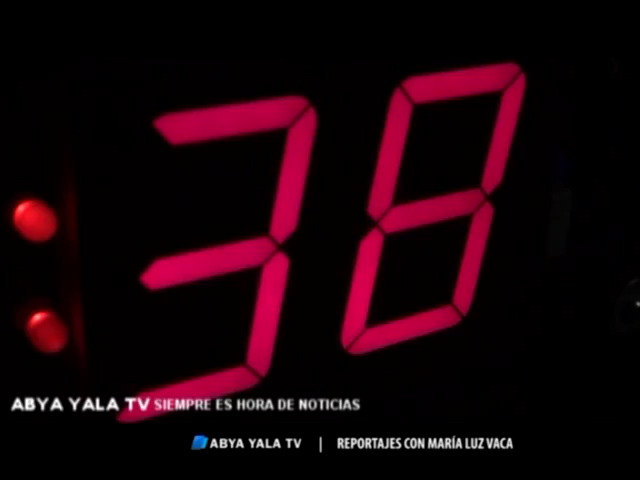 38
ABYA YALA TV SIEMPRE ES HORA DE NOTICIAS
ABYA YALA TV | REPORTAJES CON MARÍA LUZ VACA